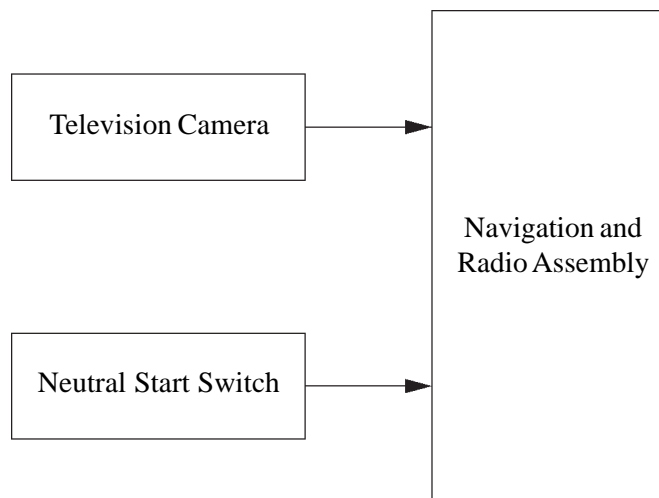 Television Camera
Navigation and
Radio Assembly
Neutral Start Switch